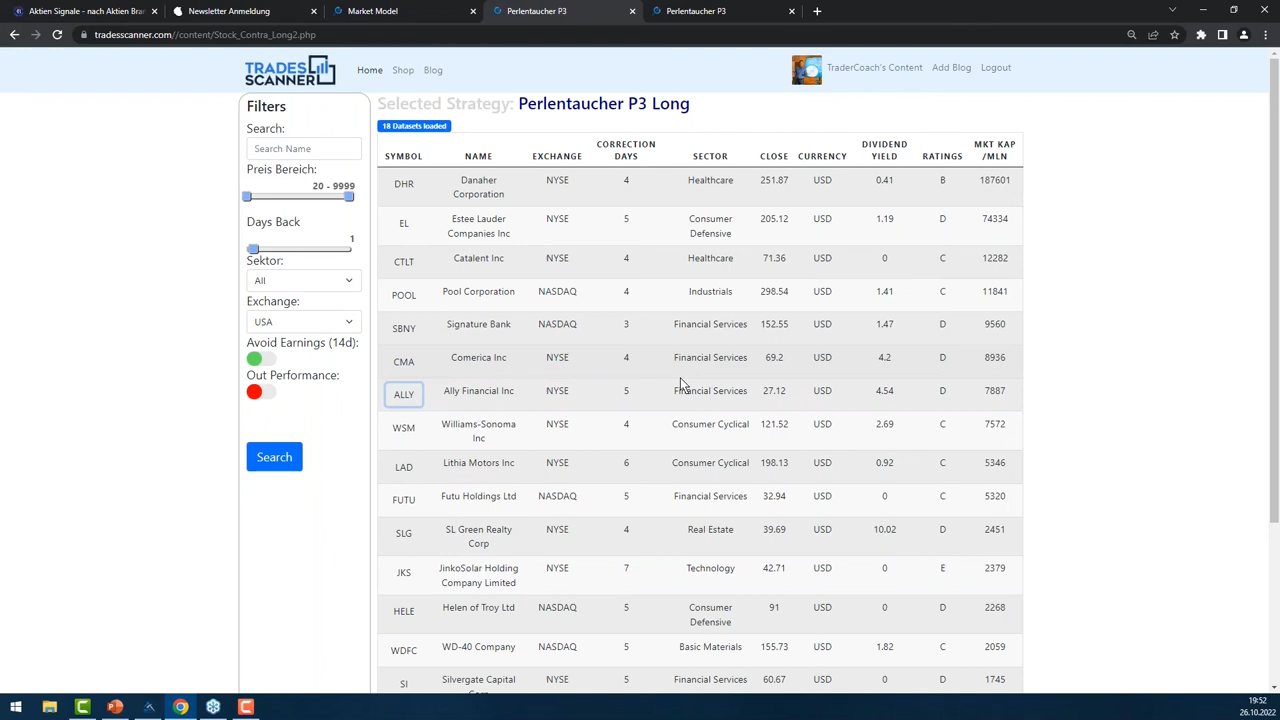 Aktien Signale - nach Aktien Bran
Newsletter Anmeldung
Market Model
Perlentaucher P3
Perlentaucher P3
tradesscanner.com//content/Stock_Contra_Long2.php
TRADES
SCANNER
Home
Shop
Blog
TraderCoach's Content
Add Blog
Logout
Filters
Search:
Search Name
Preis Bereich:
20 - 9999
Days Back
1
Sektor:
All
Exchange:
USA
Avoid Earnings (14d):
Out Performance:
Search
Selected Strategy: Perlentaucher P3 Long
18 Datasets loaded
SYMBOL NAME EXCHANGE CORRECTION DAYS SECTOR CLOSE CURRENCY DIVIDEND YIELD RATINGS MKT KAP /MLN
DHR Danaher Corporation NYSE 4 Healthcare 251.87 USD 0.41 B 187601
EL Estee Lauder Companies Inc NYSE 5 Consumer Defensive 205.12 USD 1.19 D 74334
CTLT Catalent Inc NYSE 4 Healthcare 71.36 USD 0 C 12282
POOL Pool Corporation NASDAQ 4 Industrials 298.54 USD 1.41 C 11841
SBNY Signature Bank NASDAQ 3 Financial Services 152.55 USD 1.47 D 9560
CMA Comerica Inc NYSE 4 Financial Services 69.2 USD 4.2 D 8936
ALLY Ally Financial Inc NYSE 5 Financial Services 27.12 USD 4.54 D 7887
WSM Williams-Sonoma Inc NYSE 4 Consumer Cyclical 121.52 USD 2.69 C 7572
LAD Lithia Motors Inc NYSE 6 Consumer Cyclical 198.13 USD 0.92 C 5346
FUTU Futu Holdings Ltd NASDAQ 5 Financial Services 32.94 USD 0 C 5320
SLG SL Green Realty Corp NYSE 4 Real Estate 39.69 USD 10.02 D 2451
JKS JinkoSolar Holding Company Limited NYSE 7 Technology 42.71 USD 0 E 2379
HELE Helen of Troy Ltd NASDAQ 5 Consumer Defensive 91 USD 0 D 2268
WDFC WD-40 Company NASDAQ 5 Basic Materials 155.73 USD 1.82 C 2059
SI Silvergate Capital Corp NYSE 5 Financial Services 60.67 USD 0 D 1745
19:52
26.10.2022